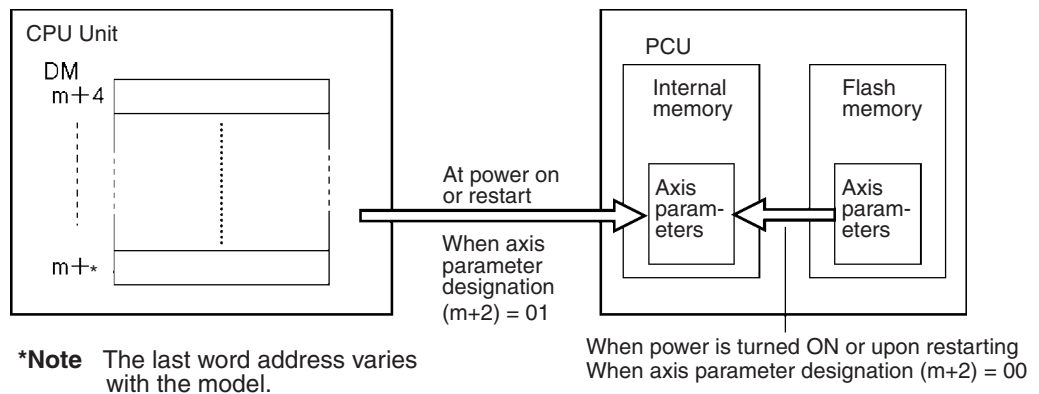 CPU Unit
DM
m+4
m+*
At power on
or restart
When axis
parameter
designation
(m+2) = 01
PCU
Internal
memory
Axis
param-
eters
Flash
memory
Axis
param-
eters
When power is turned ON or upon restarting
When axis parameter designation (m+2) = 00
*Note The last word address varies
with the model.